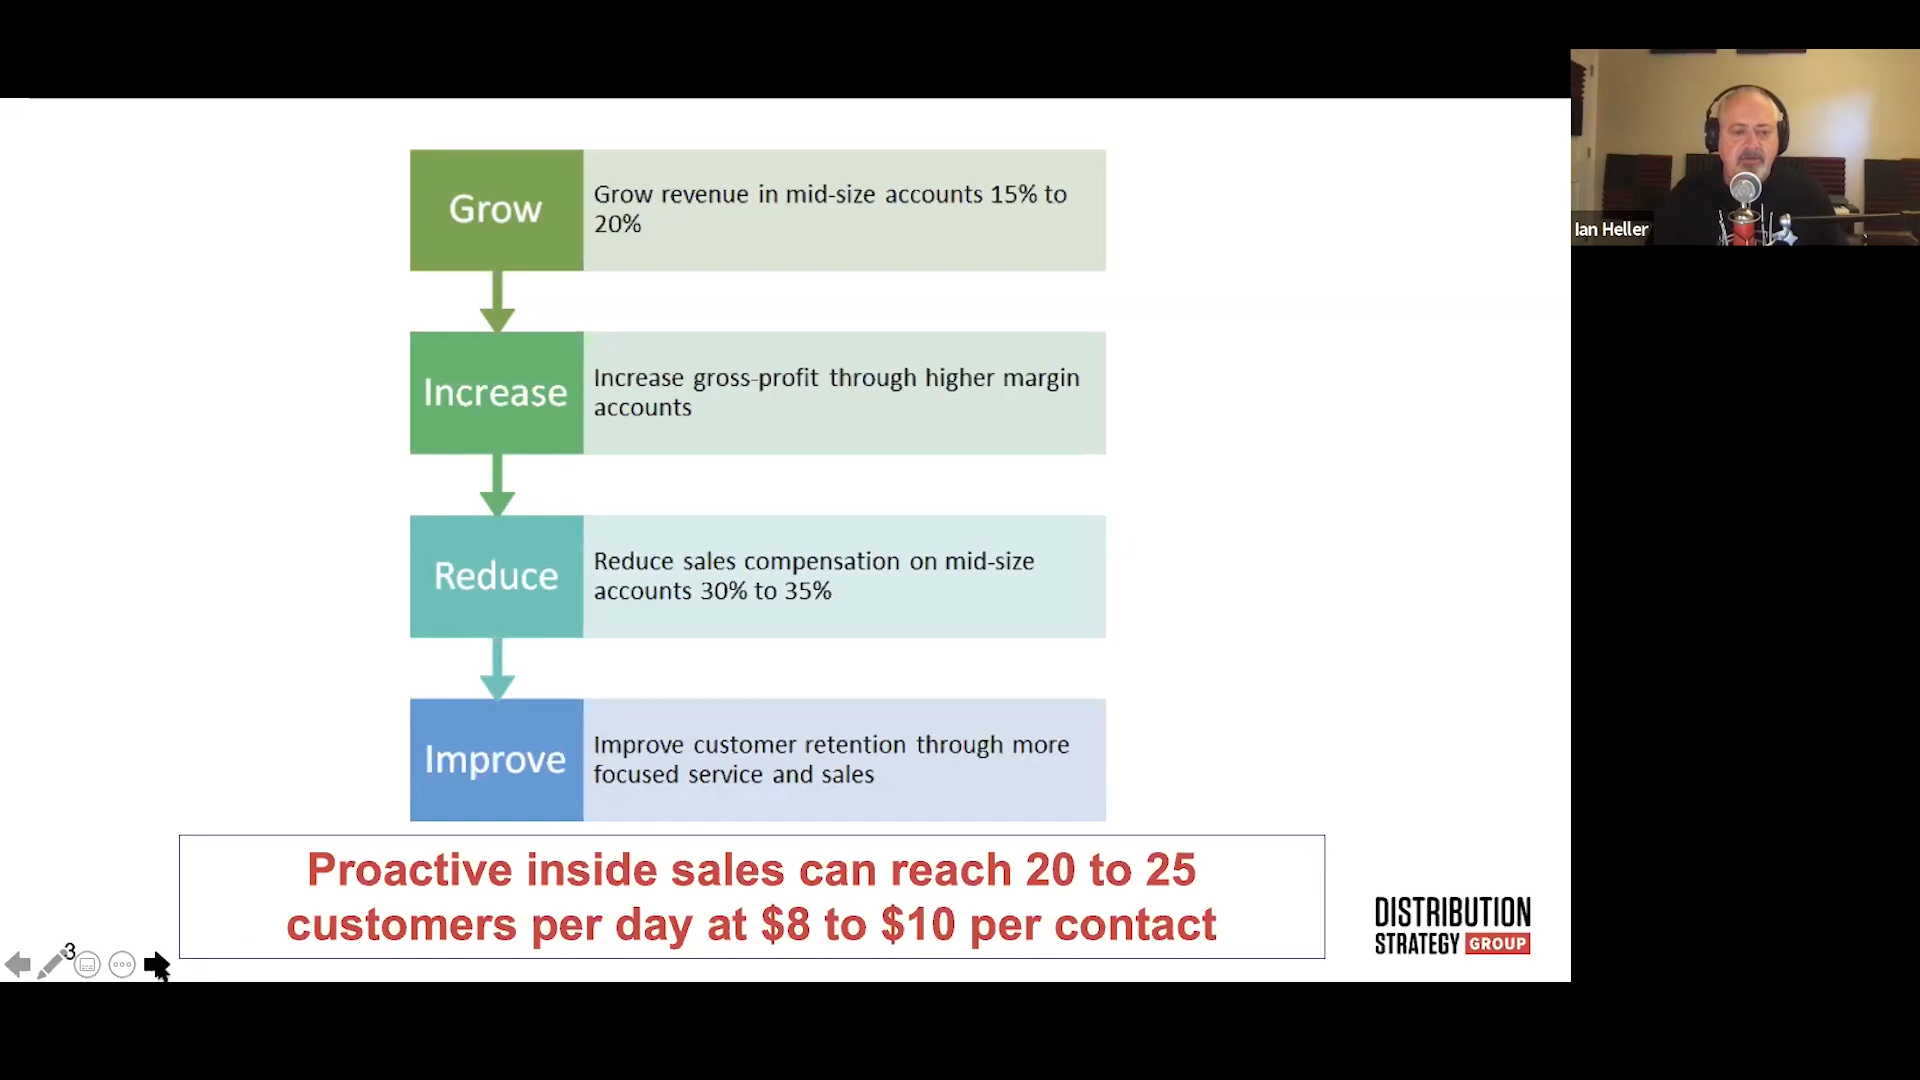 Grow
Grow revenue in mid-size accounts 15% to
20%
Increase
Increase gross-profit through higher margin
accounts
Reduce
Reduce sales compensation on mid-size
accounts 30% to 35%
Improve
Improve customer retention through more
focused service and sales
Proactive inside sales can reach 20 to 25
customers per day at $8 to $10 per contact
DISTRIBUTION
STRATEGY GROUP
3
Ian Heller